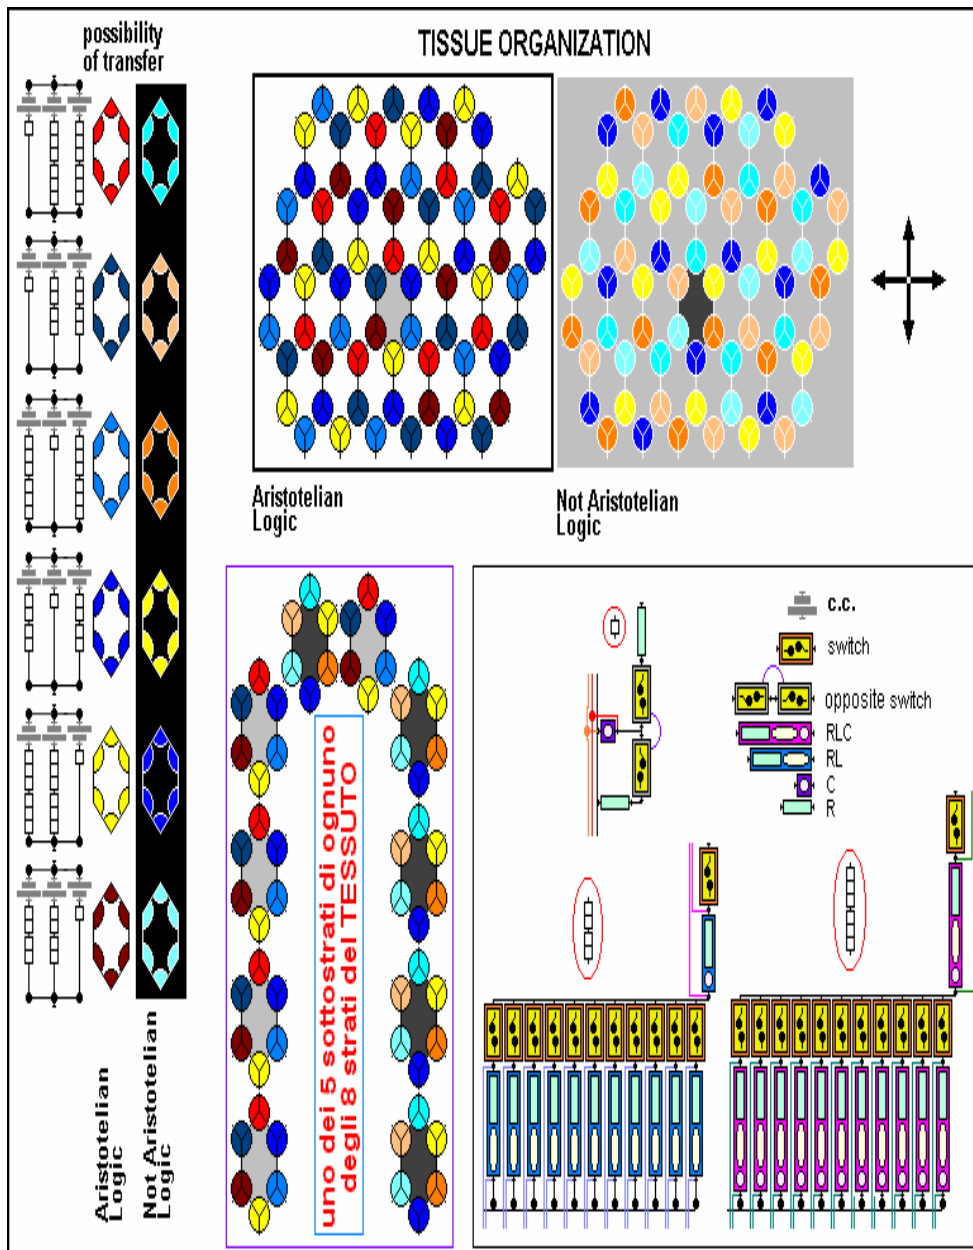 possibility
of transfer
TISSUE ORGANIZATION
Aristotelian
Logic
Not Aristotelian
Logic
c.c.
switch
opposite switch
RLC
RL
C
R
uno dei 5 sottostrati di ognuno
degli 8 strati del TESSUTO
Aristotelian
Logic
Not Aristotelian
Logic